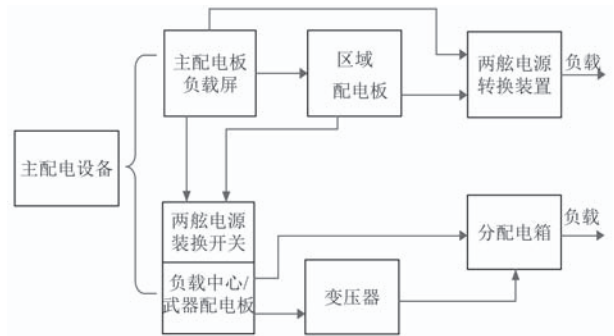 主配电设备
主配电板
负载屏
区域
配电板
两舷电源
转换装置
负载
两舷电源
装换开关
负载中心/
武器配电板
变压器
分配电箱
负载